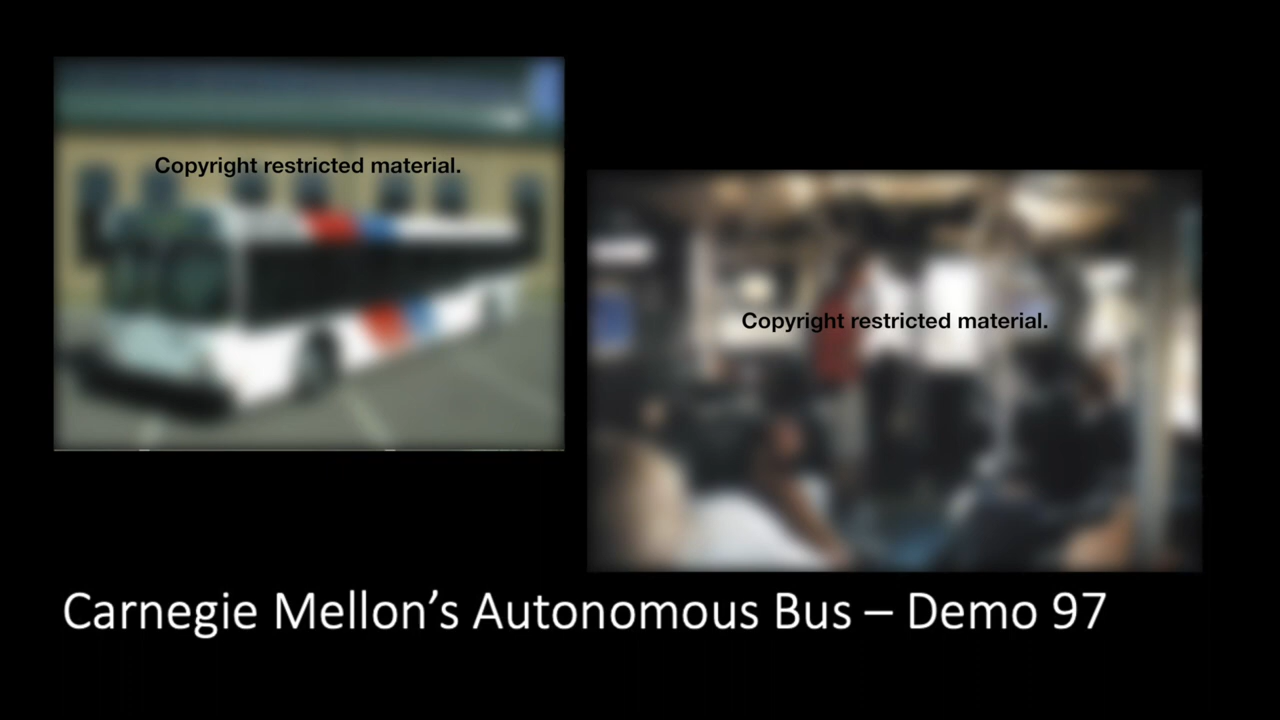 Copyright restricted material.
Copyright restricted material.
Carnegie Mellon’s Autonomous Bus – Demo 97